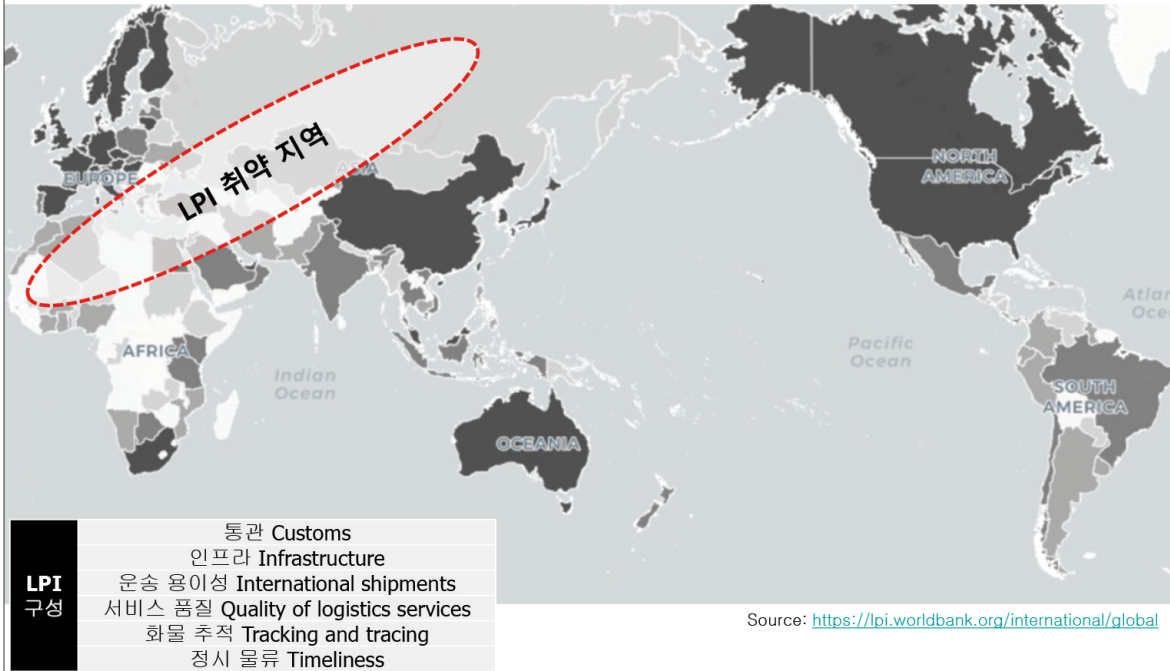 LPI 취약 지역
EUROPE
ASIA
NORTH
AMERICA
Atlan
Ocea
AFRICA
Indian
Ocean
Pacific
Ocean
SOUTH
AMERICA
OCEANIA
LPI
구성
통관 Customs
인프라 Infrastructure
운송 용이성 International shipments
서비스 품질 Quality of logistics services
화물 추적 Tracking and tracing
정시 물류 Timeliness
Source: https://lpi.worldbank.org/international/global